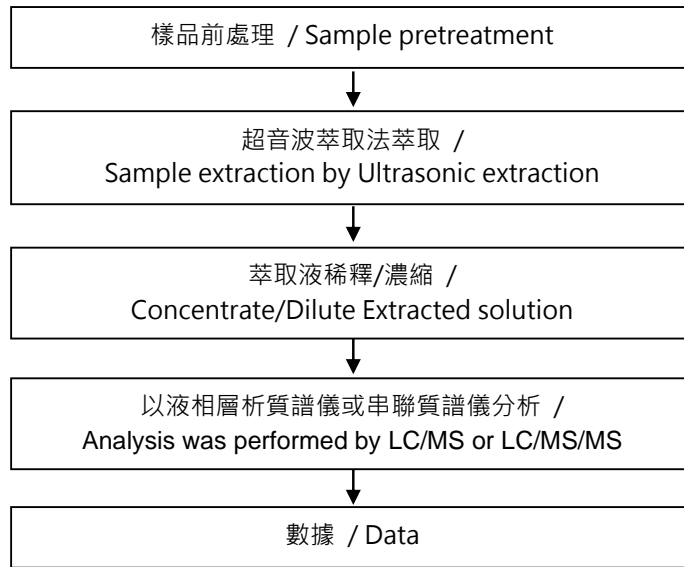 樣品前處理 / Sample pretreatment
超音波萃取法萃取 /
Sample extraction by Ultrasonic extraction
萃取液稀釋/濃縮 /
Concentrate/Dilute Extracted solution
以液相層析質譜儀或串聯質譜儀分析 /
Analysis was performed by LC/MS or LC/MS/MS
數據 / Data